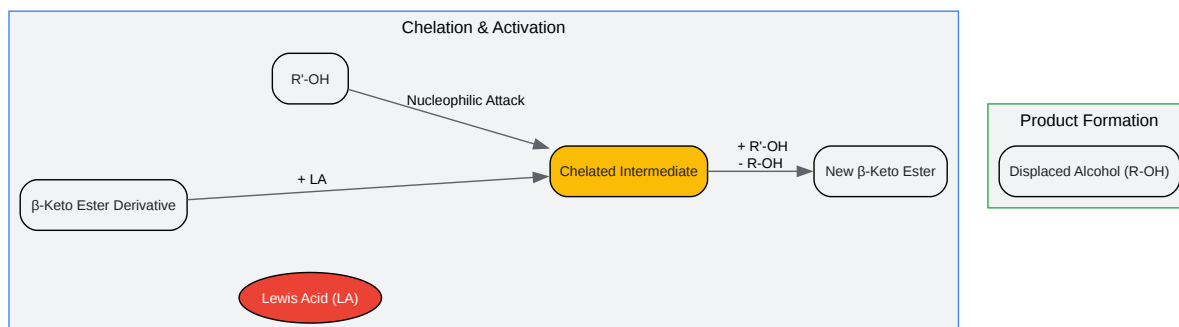 Chelation & Activation
R'-OH
Nucleophilic Attack
β-Keto Ester Derivative
+ LA
Chelated Intermediate
+ R'-OH
- R-OH
New β-Keto Ester
Lewis Acid (LA)
Product Formation
Displaced Alcohol (R-OH)